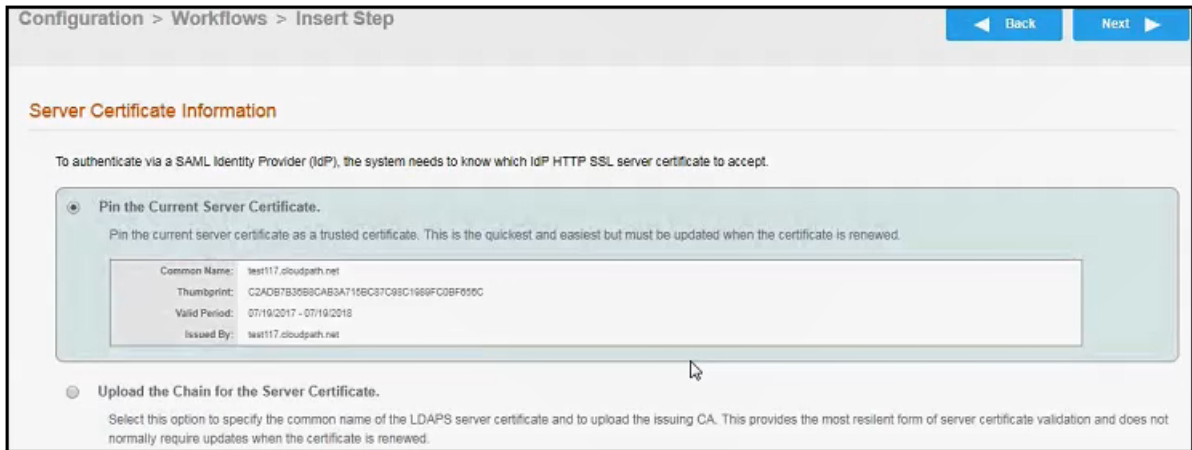 Configuration > Workflows > Insert Step
Back
Next
Server Certificate Information
To authenticate via a SAML Identity Provider (IdP), the system needs to know which IdP HTTP SSL server certificate to accept.
Pin the Current Server Certificate.
Pin the current server certificate as a trusted certificate. This is the quickest and easiest but must be updated when the certificate is renewed.
Common Name: test117.cloudpath.net
Thumbprint:
Valid Period: 07/19/2017 - 07/19/2018
Issued By: test117.cloudpath.net
Upload the Chain for the Server Certificate.
Select this option to specify the common name of the LDAPS server certificate and to upload the issuing CA. This provides the most resilent form of server certificate validation and does not
normally require updates when the certificate is renewed.